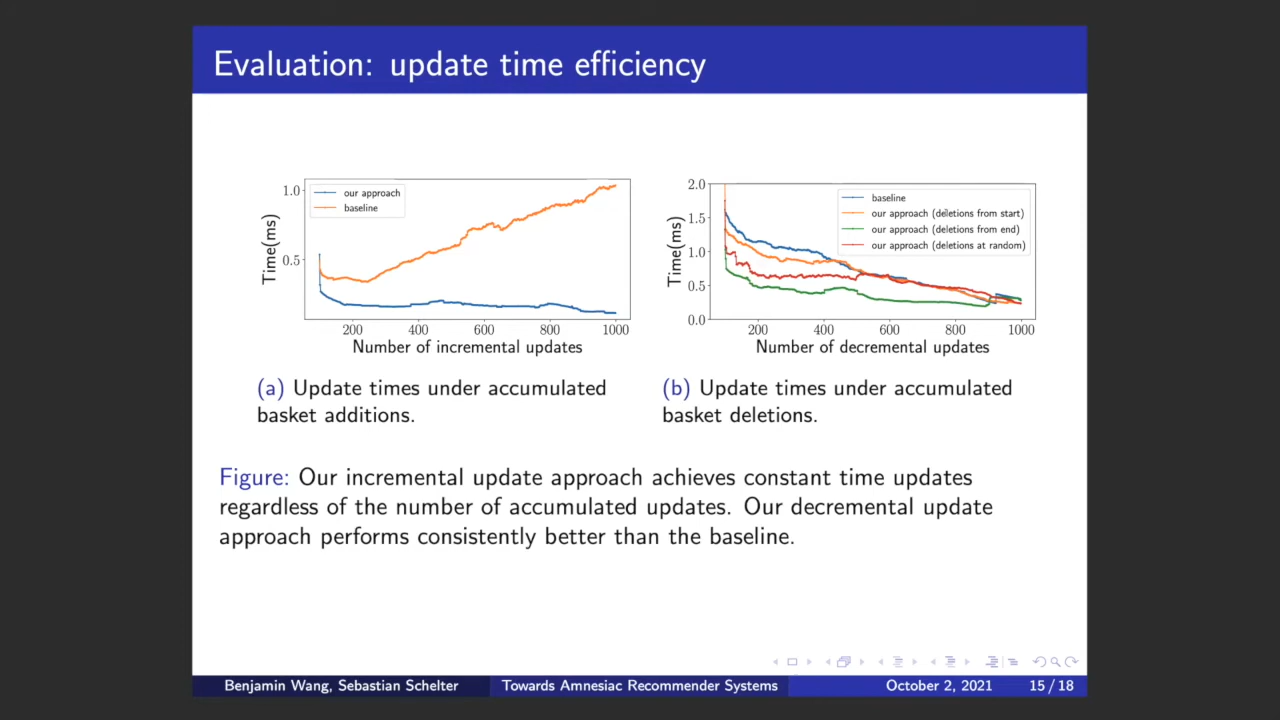 Evaluation: update time efficiency
1.0
0.5
Time(ms)
our approach
baseline
200 400 600 800 1000
Number of incremental updates
2.0
1.5
1.0
0.5
0.0
Time(ms)
baseline
our approach (deletions from start)
our approach (deletions from end)
our approach (deletions at random)
200 400 600 800 1000
Number of decremental updates
(a) Update times under accumulated
basket additions.
(b) Update times under accumulated
basket deletions.
Figure: Our incremental update approach achieves constant time updates
regardless of the number of accumulated updates. Our decremental update
approach performs consistently better than the baseline.
Benjamin Wang, Sebastian Schelter Towards Amnesiac Recommender Systems October 2, 2021 15 / 18